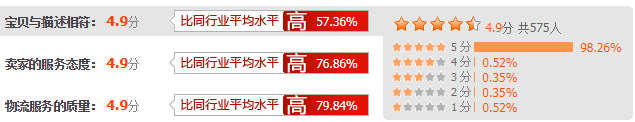 宝贝与描述相符： 4.9分 比同行业平均水平 高 57.36%
卖家的服务态度： 4.9分 比同行业平均水平 高 76.86%
物流服务的质量： 4.9分 比同行业平均水平 高 79.84%
4.9分 共575人
5分 98.26%
4分 0.52%
3分 0.35%
2分 0.35%
1分 0.52%